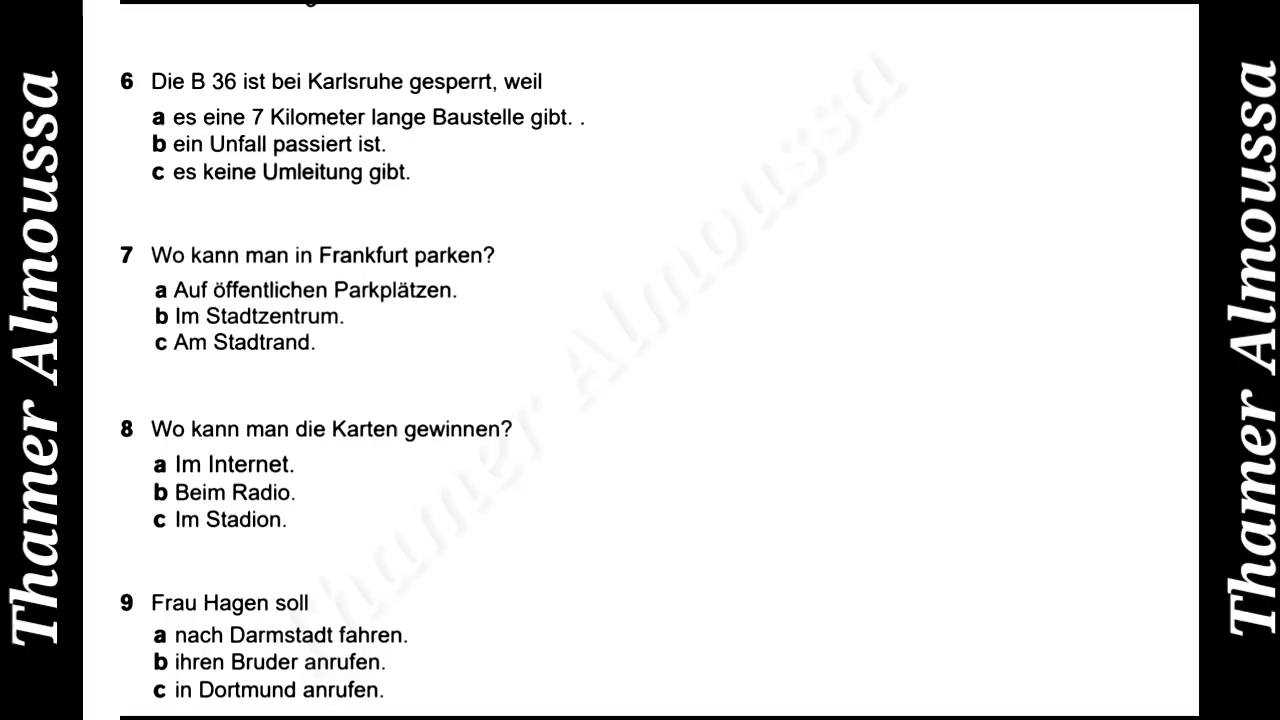 Thamer Almoussa
6 Die B 36 ist bei Karlsruhe gesperrt, weil
a es eine 7 Kilometer lange Baustelle gibt. .
b ein Unfall passiert ist.
c es keine Umleitung gibt.
7 Wo kann man in Frankfurt parken?
a Auf öffentlichen Parkplätzen.
b Im Stadtzentrum.
c Am Stadtrand.
8 Wo kann man die Karten gewinnen?
a Im Internet.
b Beim Radio.
c Im Stadion.
9 Frau Hagen soll
a nach Darmstadt fahren.
b ihren Bruder anrufen.
c in Dortmund anrufen.
Thamer Almoussa
Thamer Almoussa